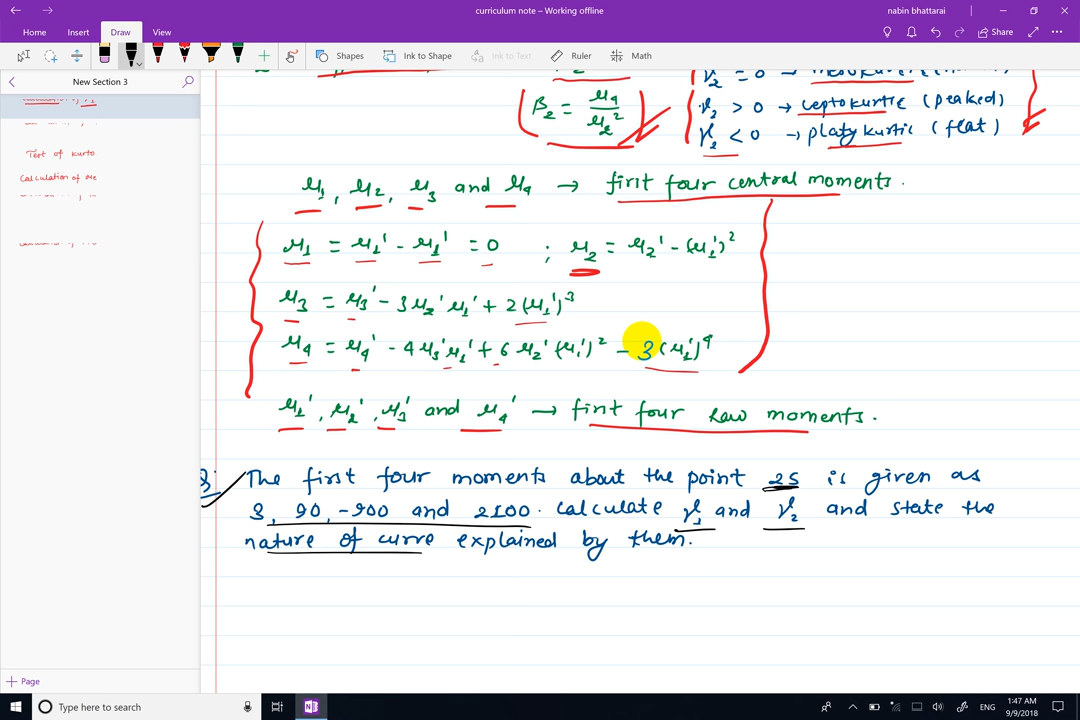 curriculum note – Working offline
nabin bhattarai
Home Insert Draw View
Share
Shapes Ink to Shape Ink to Text Ruler Math
New Section 3
Test of Kurto
Calculation of Me
Page
β₂ = μ₄/μ₂²
γ₂ > 0 → leptokurtic (peaked)
γ₂ < 0 → platykurtic (flat)
μ₁, μ₂, μ₃ and μ₄ → first four central moments.
μ₁ = μ₁' - μ₁' = 0 ; μ₂ = μ₂' - (μ₁')²
μ₃ = μ₃' - 3μ₂'μ₁' + 2(μ₁')³
μ₄ = μ₄' - 4μ₃'μ₁' + 6μ₂'(μ₁')² - 3(μ₁')⁴
μ₁', μ₂', μ₃' and μ₄' → first four raw moments.
The first four moments about the point 25 is given as
3, 90, -900 and 2100. Calculate γ₁ and γ₂ and state the
nature of curve explained by them.
Type here to search
ENG
1:47 AM
9/9/2018